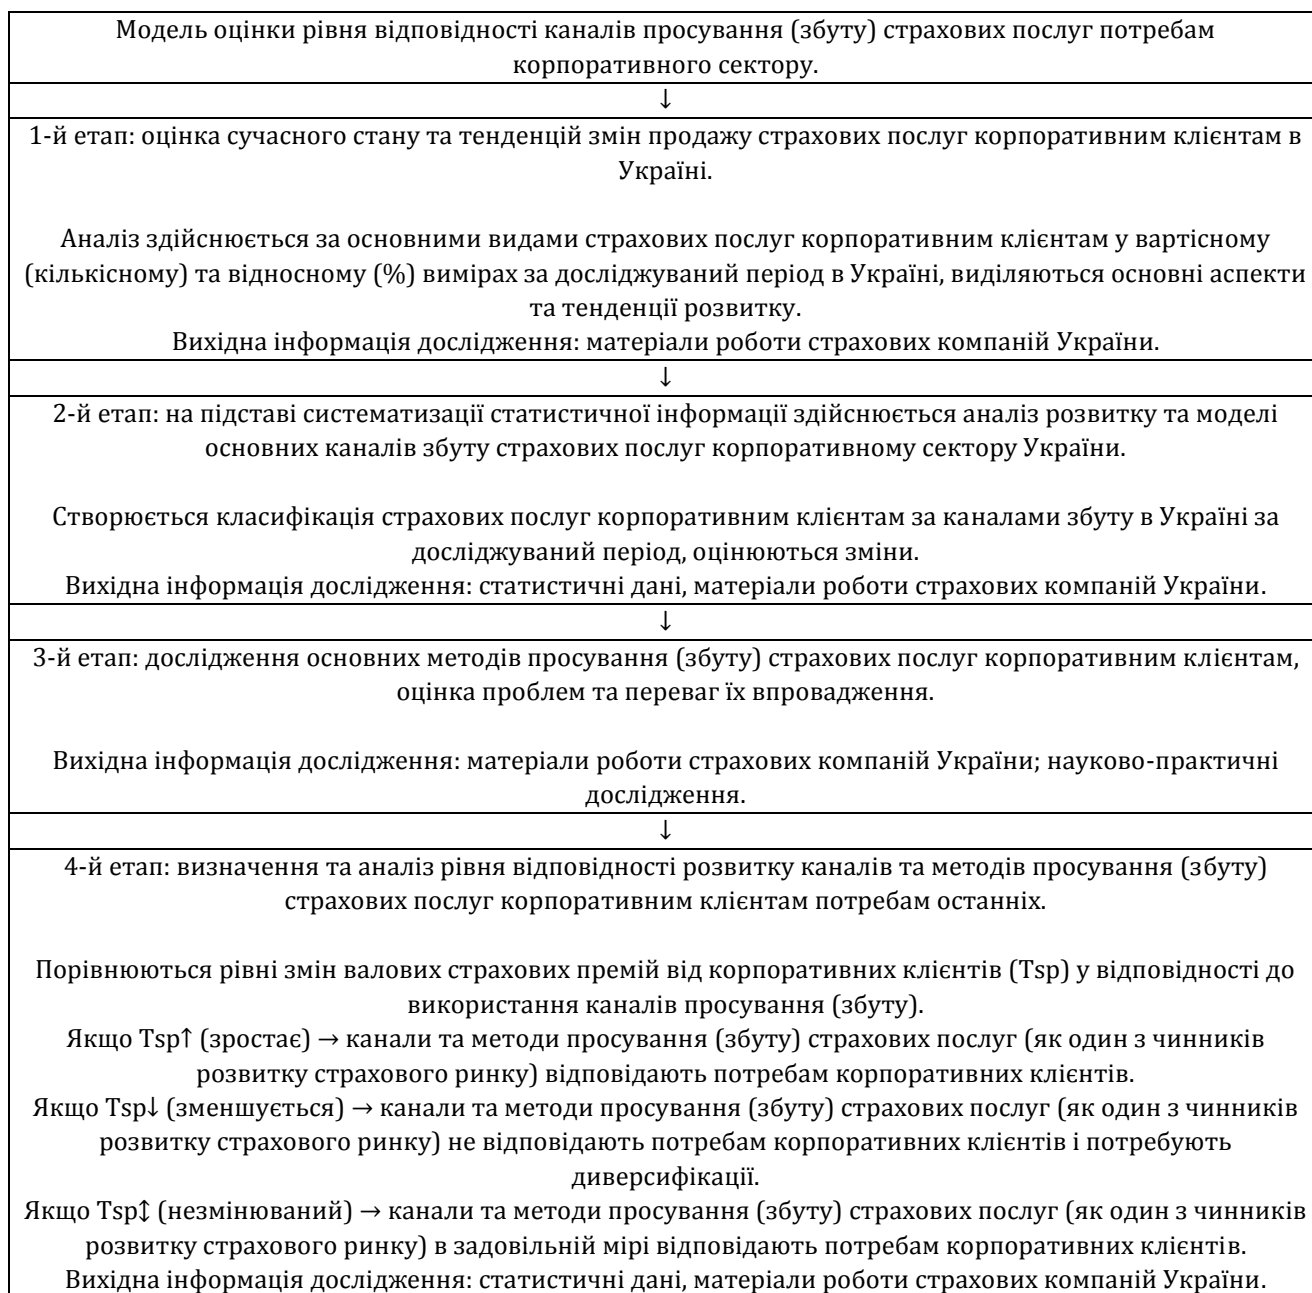 Модель оцінки рівня відповідності каналів просування (збуту) страхових послуг потребам
корпоративного сектору.
↓
1-й етап: оцінка сучасного стану та тенденцій змін продажу страхових послуг корпоративним клієнтам в
Україні.
Аналіз здійснюється за основними видами страхових послуг корпоративним клієнтам у вартісному
(кількісному) та відносному (%) вимірах за досліджуваний період в Україні, виділяються основні аспекти
та тенденції розвитку.
Вихідна інформація дослідження: матеріали роботи страхових компаній України.
↓
2-й етап: на підставі систематизації статистичної інформації здійснюється аналіз розвитку та моделі
основних каналів збуту страхових послуг корпоративному сектору України.
Створюється класифікація страхових послуг корпоративним клієнтам за каналами збуту в Україні за
досліджуваний період, оцінюються зміни.
Вихідна інформація дослідження: статистичні дані, матеріали роботи страхових компаній України.
↓
3-й етап: дослідження основних методів просування (збуту) страхових послуг корпоративним клієнтам,
оцінка проблем та переваг їх впровадження.
Вихідна інформація дослідження: матеріали роботи страхових компаній України; науково-практичні
дослідження.
↓
4-й етап: визначення та аналіз рівня відповідності розвитку каналів та методів просування (збуту)
страхових послуг корпоративним клієнтам потребам останніх.
Порівнюються рівні змін валових страхових премій від корпоративних клієнтів (Tsp) у відповідності до
використання каналів просування (збуту).
Якщо Tsp↑ (зростає) → канали та методи просування (збуту) страхових послуг (як один з чинників
розвитку страхового ринку) відповідають потребам корпоративних клієнтів.
Якщо Tsp↓ (зменшується) → канали та методи просування (збуту) страхових послуг (як один з чинників
розвитку страхового ринку) не відповідають потребам корпоративних клієнтів і потребують
диверсифікації.
Якщо Tsp↕ (незмінюваний) → канали та методи просування (збуту) страхових послуг (як один з чинників
розвитку страхового ринку) в задовільній мірі відповідають потребам корпоративних клієнтів.
Вихідна інформація дослідження: статистичні дані, матеріали роботи страхових компаній України.